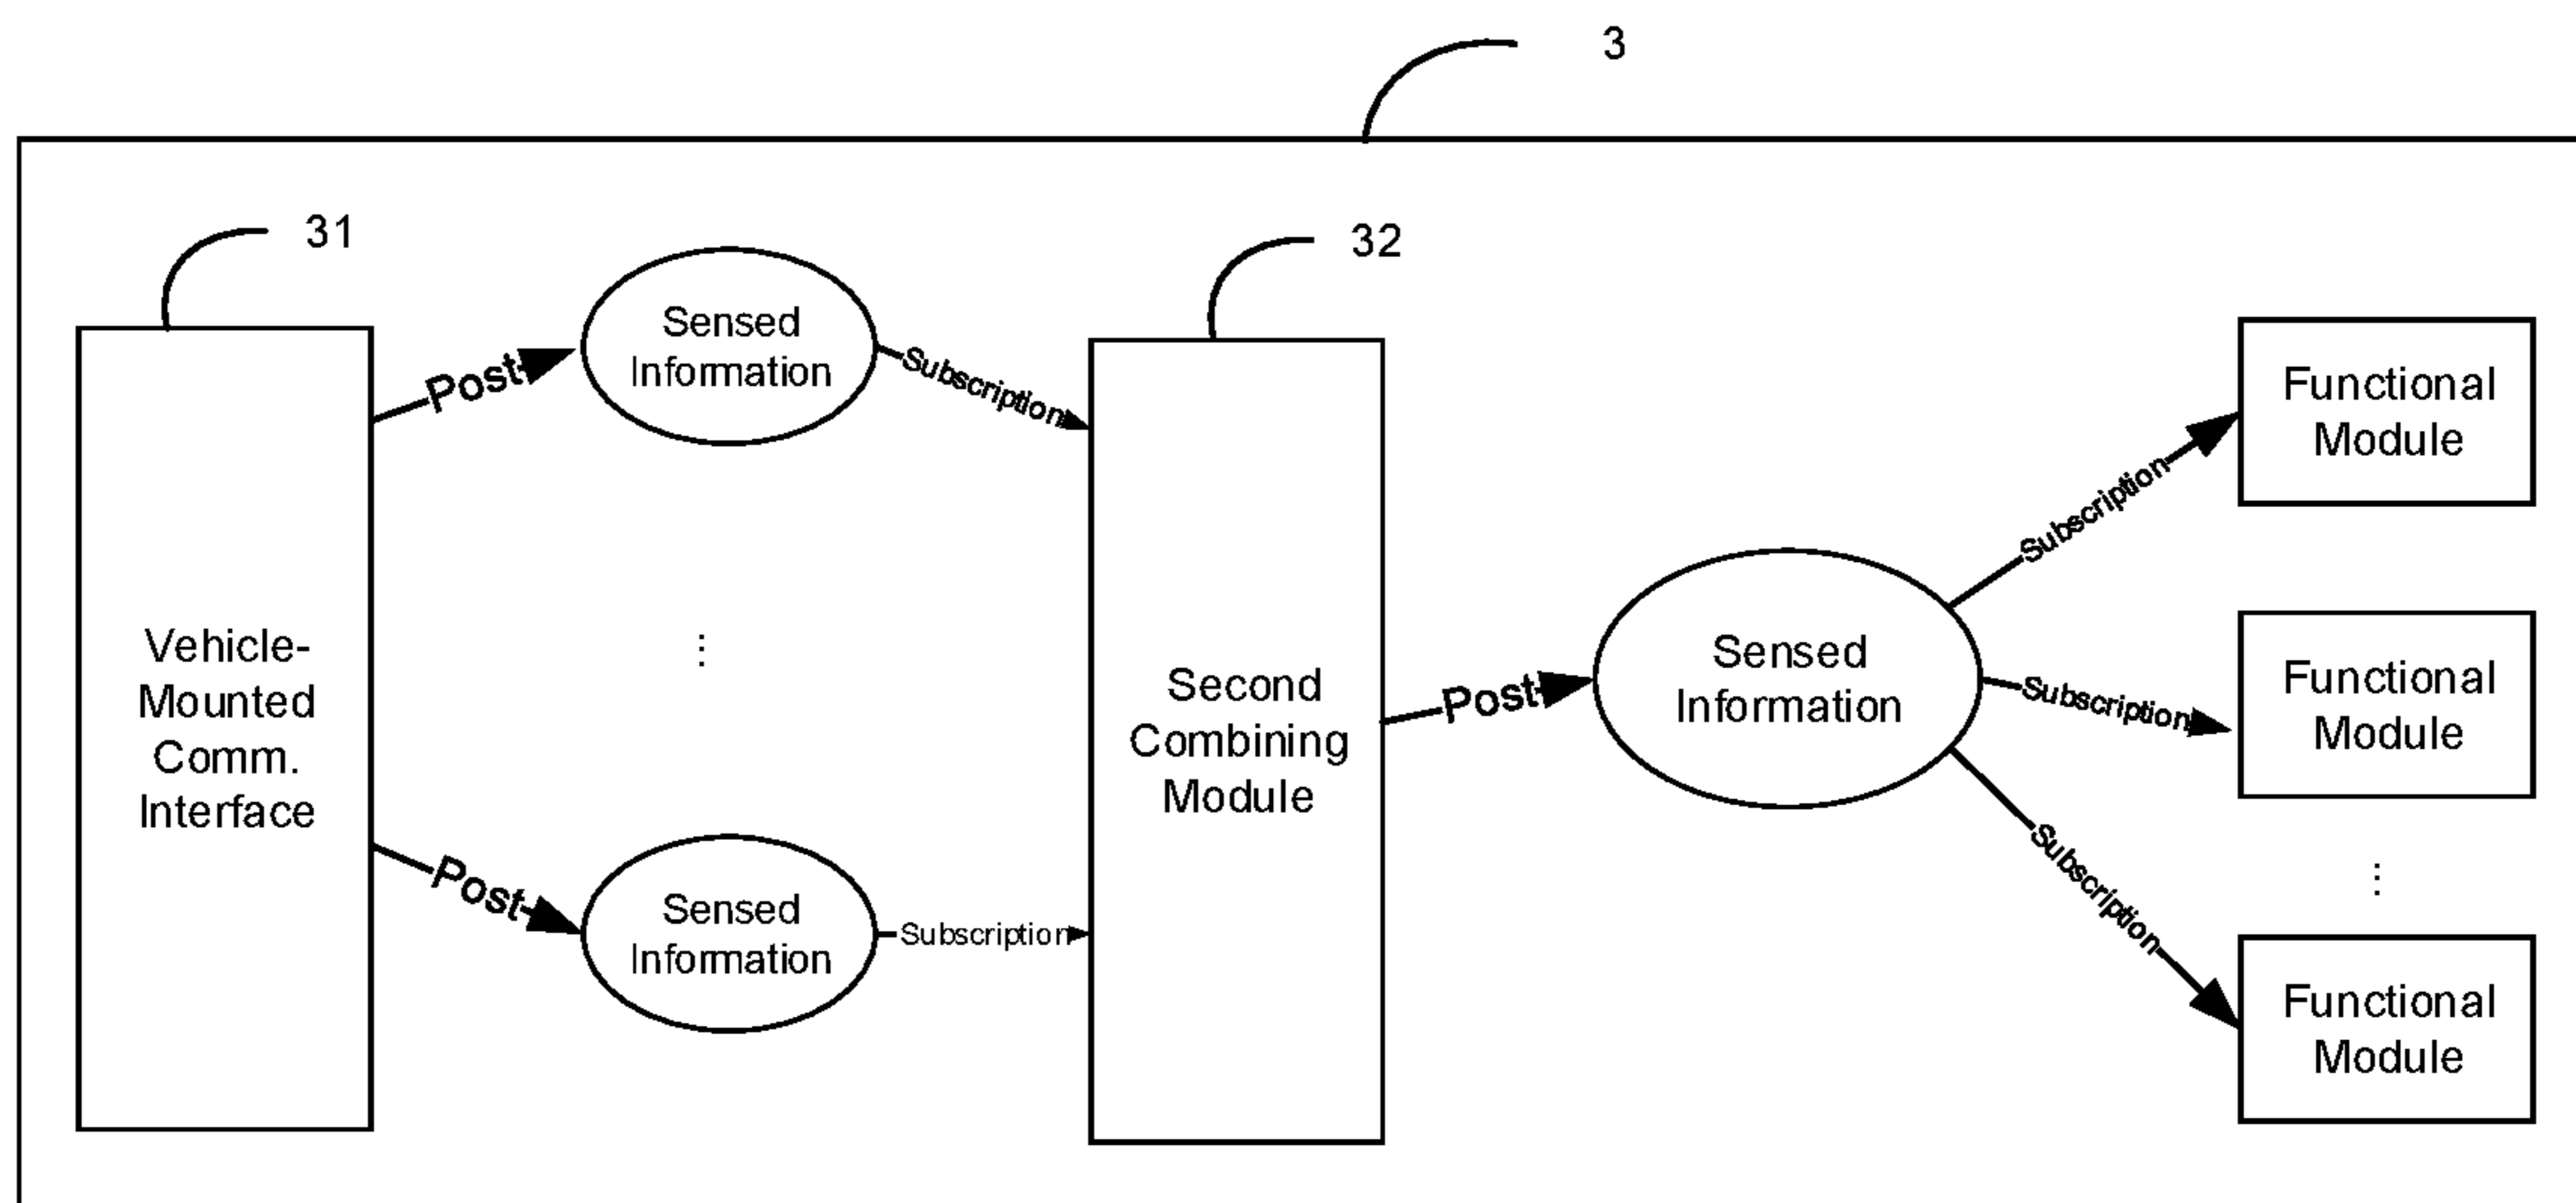 3
31
32
Vehicle-
Mounted
Comm.
Interface
Post
Sensed
Information
Subscription
⋮
Post
Sensed
Information
Subscription
Second
Combining
Module
Post
Sensed
Information
Subscription
Functional
Module
Subscription
Functional
Module
⋮
Subscription
Functional
Module